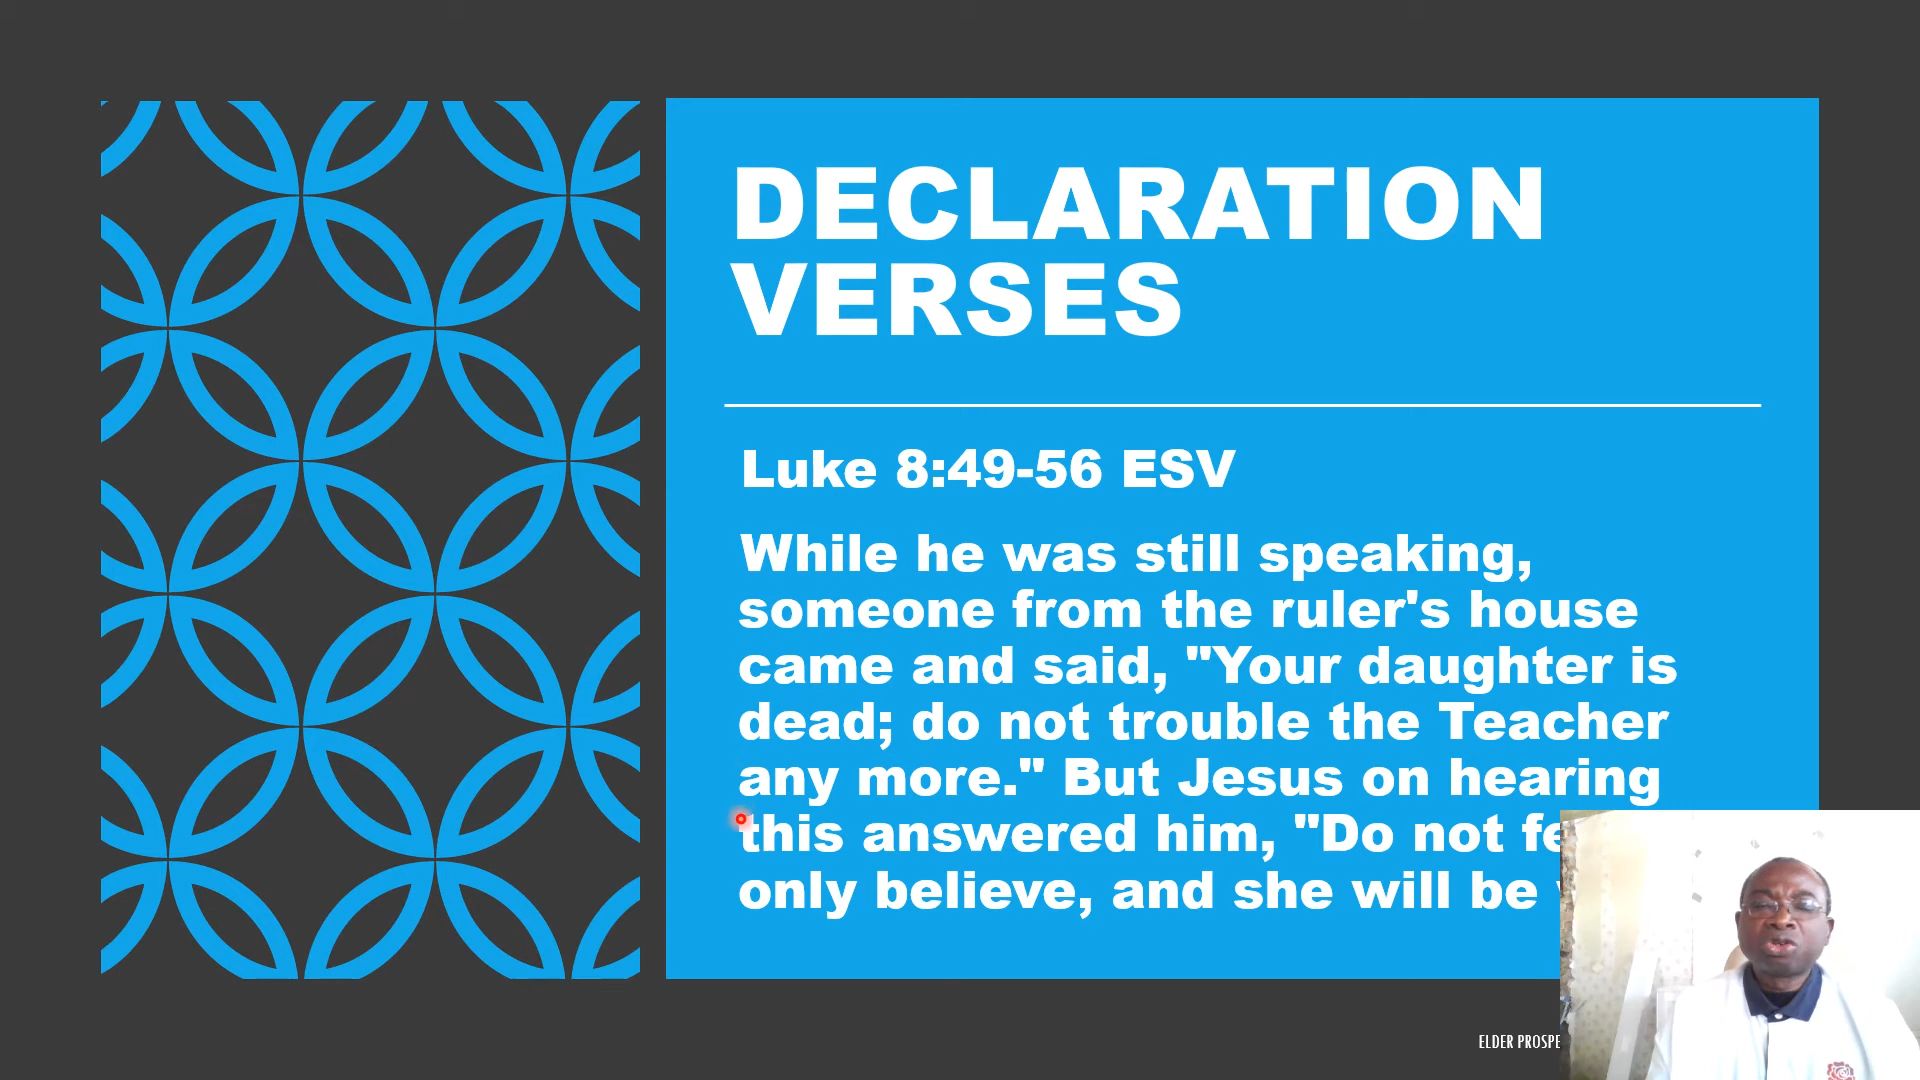 DECLARATION
VERSES
Luke 8:49-56 ESV
While he was still speaking,
someone from the ruler's house
came and said, "Your daughter is
dead; do not trouble the Teacher
any more." But Jesus on hearing
this answered him, "Do not
only believe, and she will be
ELDER